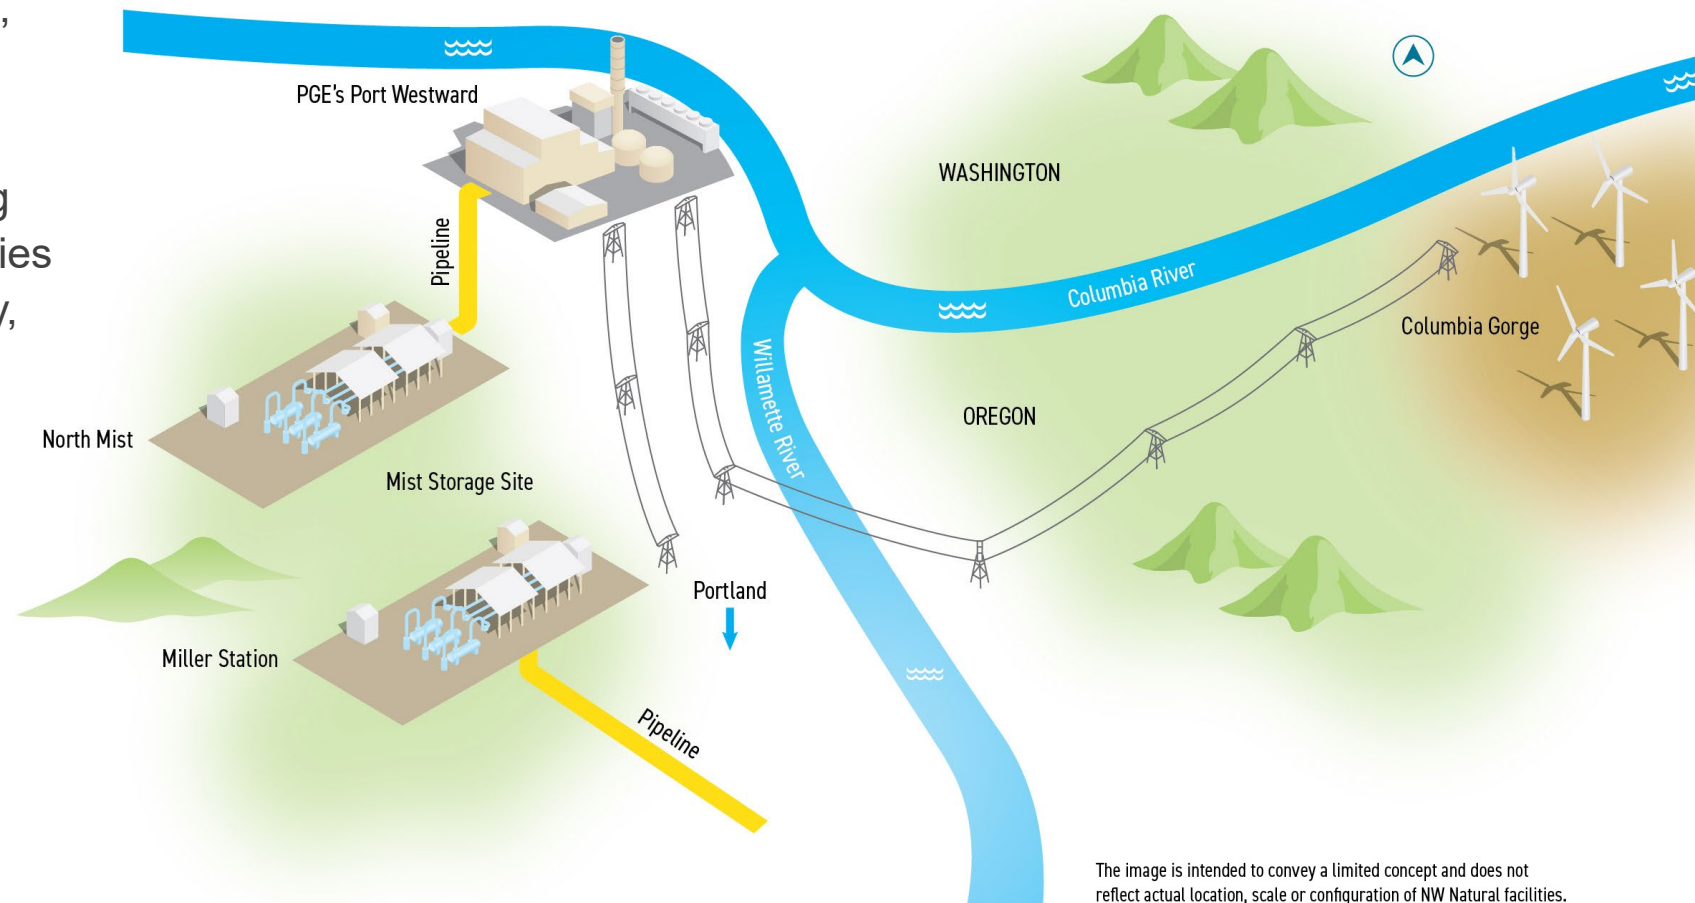 ,
g
ies
y,
PGE's Port Westward
WASHINGTON
Pipeline
Columbia River
Columbia Gorge
Willamette River
OREGON
North Mist
Mist Storage Site
Portland
Miller Station
Pipeline
The image is intended to convey a limited concept and does not
reflect actual location, scale or configuration of NW Natural facilities.